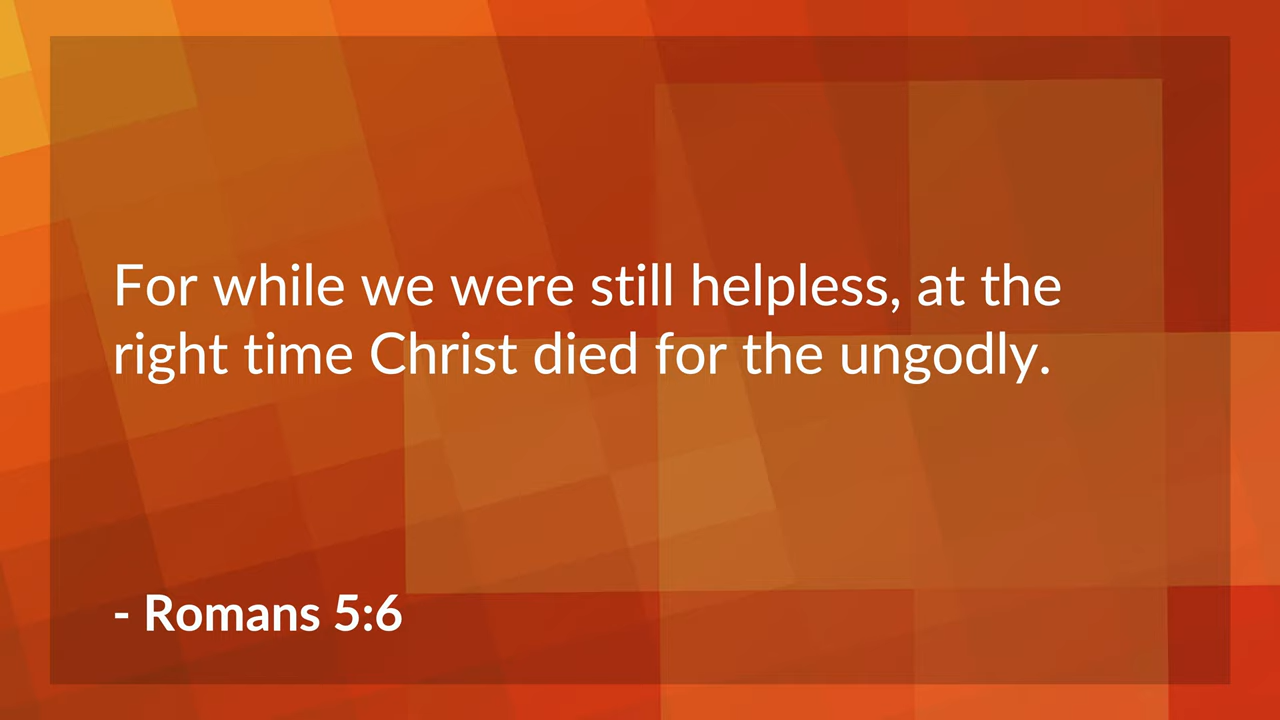 For while we were still helpless, at the
right time Christ died for the ungodly.
- Romans 5:6